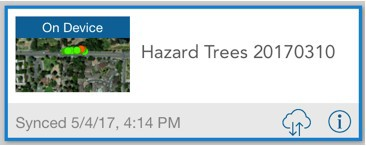 On Device
Hazard Trees 20170310
Synced 5/4/17, 4:14 PM